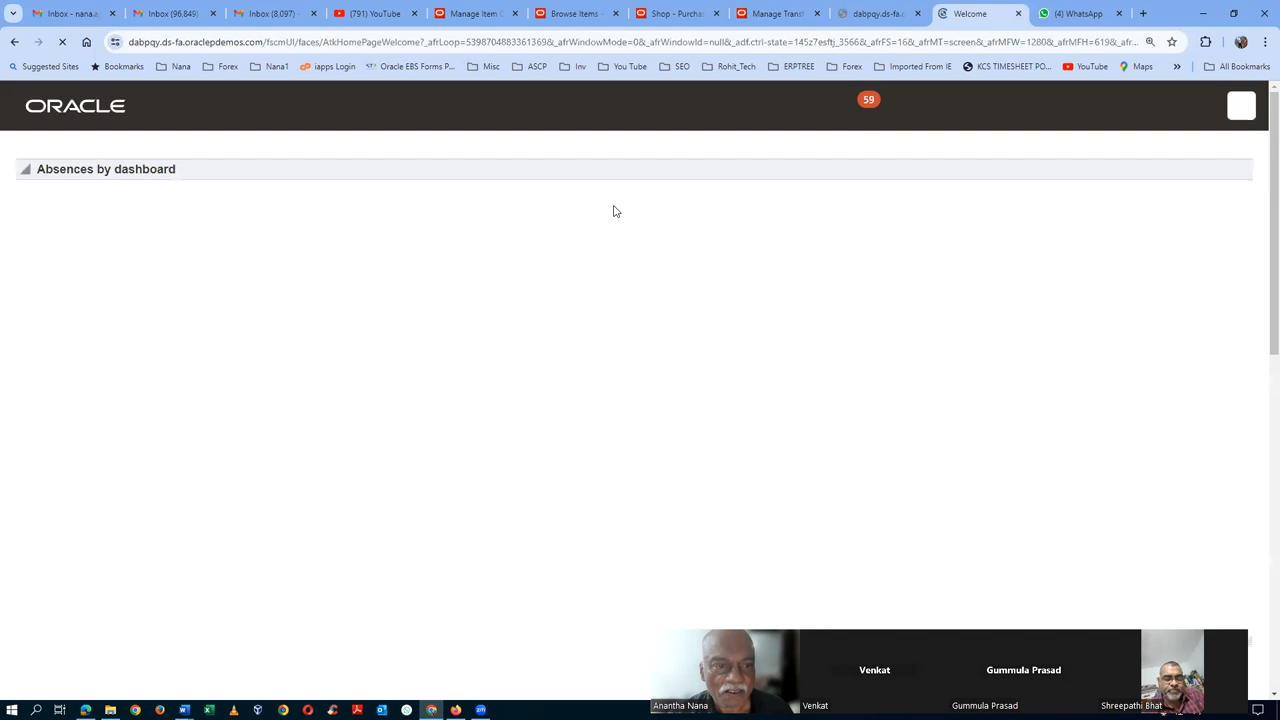 Inbox - nana.
Inbox (96,849)
Inbox (8,097) -
(791) YouTube
Manage Item C
Browse Items -
Shop - Purchas
Manage Transf
dabpqy.ds-fa.o
Welcome
(4) WhatsApp
dabpqy.ds-fa.oraclepdemos.com/fscmUI/faces/AtkHomePageWelcome?_afrLoop=5398704883361369&_afrWindowMode=0&_afrWindowId=null&_adf.ctrl-state=145z7esftj_3566&_afrFS=16&_afrMT=screen&_afrMFW=1280&_afrMFH=619&_afr...
Suggested Sites
Bookmarks
Nana
Forex
Nana1
iapps Login
Oracle EBS Forms P...
Misc
ASCP
Inv
You Tube
SEO
Rohit_Tech
ERPTREE
Forex
Imported From IE
KCS TIMESHEET PO...
YouTube
Maps
All Bookmarks
ORACLE
59
Absences by dashboard
Venkat
Gummula Prasad
Anantha Nana
Venkat
Gummula Prasad
Shreepathi Bhat